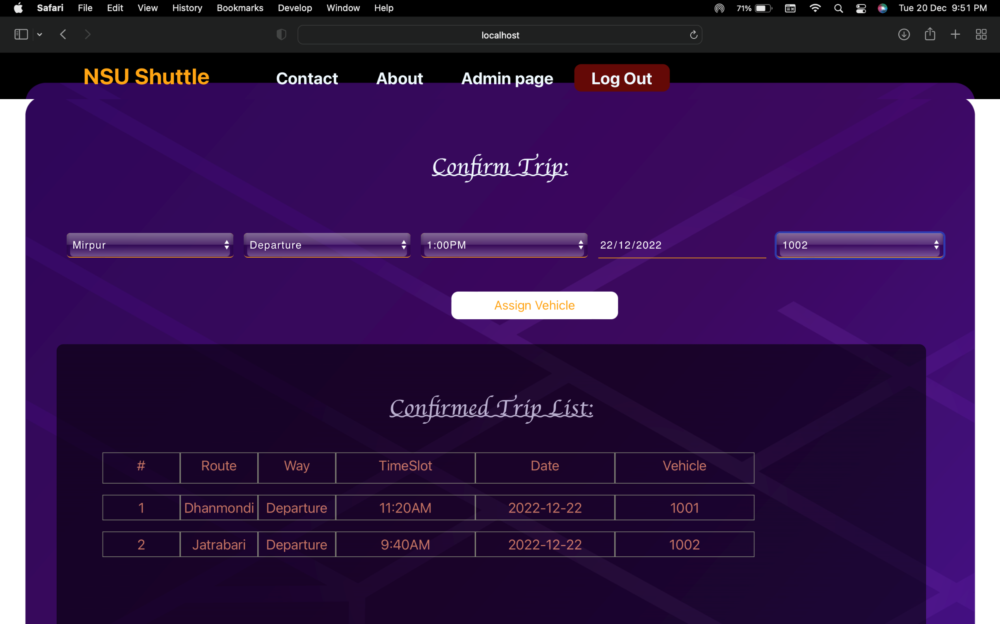 Safari File Edit View History Bookmarks Develop Window Help 71% Tue 20 Dec 9:51 PM
localhost
NSU Shuttle Contact About Admin page Log Out
Confirm Trip:
Mirpur Departure 1:00PM 22/12/2022 1002
Assign Vehicle
Confirmed Trip List:
# Route Way TimeSlot Date Vehicle
1 Dhanmondi Departure 11:20AM 2022-12-22 1001
2 Jatrabari Departure 9:40AM 2022-12-22 1002